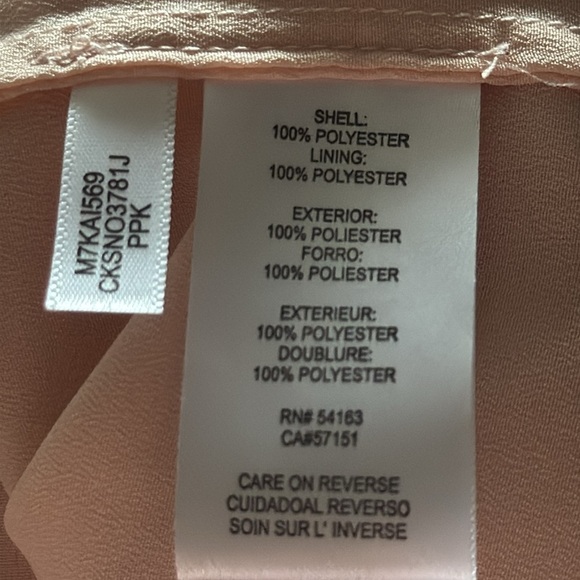 M7KAI569
CKSNO3781J
PPK
SHELL:
100% POLYESTER
LINING:
100% POLYESTER
EXTERIOR:
100% POLIESTER
FORRO:
100% POLIESTER
EXTERIEUR:
100% POLYESTER
DOUBLURE:
100% POLYESTER
RN# 54163
CA#57151
CARE ON REVERSE
CUIDADOAL REVERSO
SOIN SUR L' INVERSE